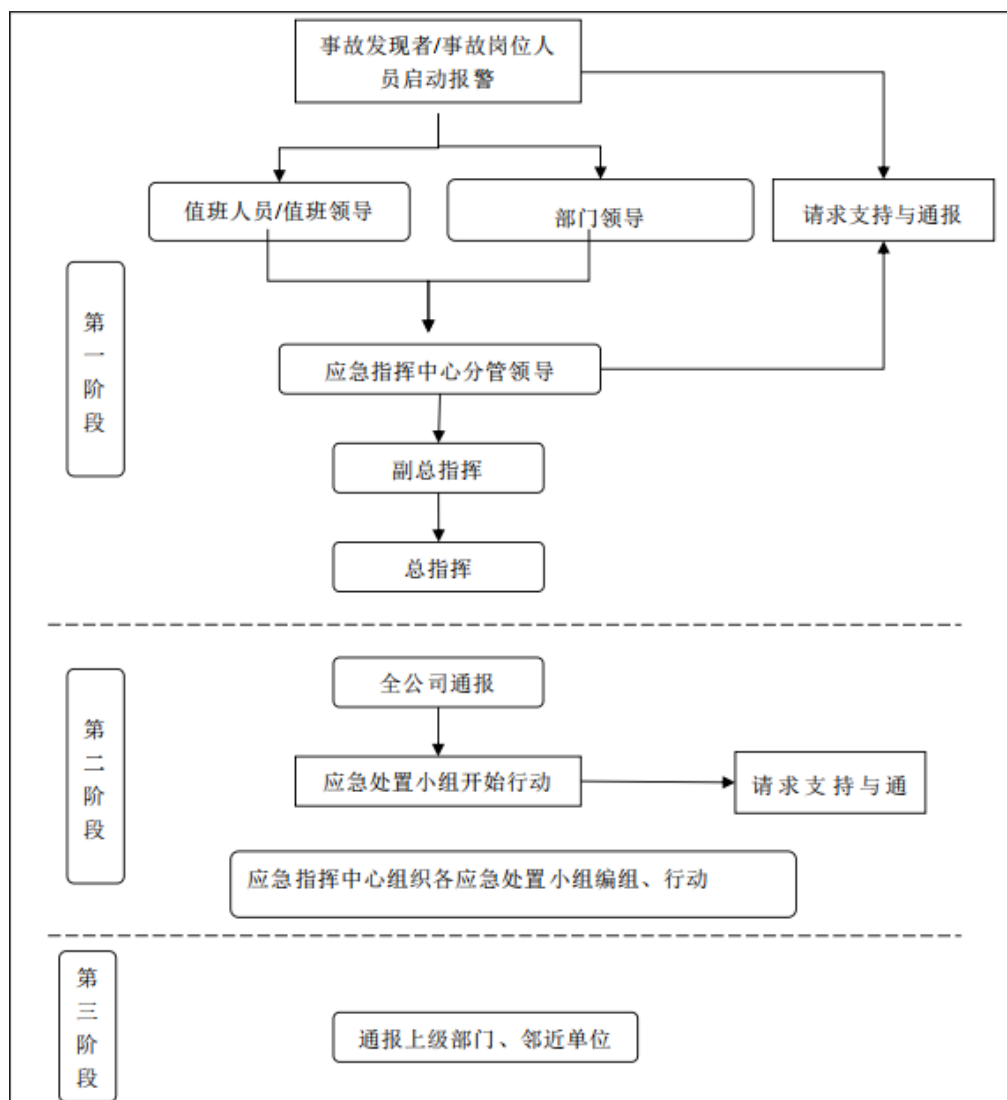 事故发现者/事故岗位人
员启动报警
值班人员/值班领导
部门领导
请求支持与通报
第一阶段
应急指挥中心分管领导
副总指挥
总指挥
第二阶段
全公司通报
应急处置小组开始行动
请求支持与通
应急指挥中心组织各应急处置小组编组、行动
第三阶段
通报上级部门、邻近单位